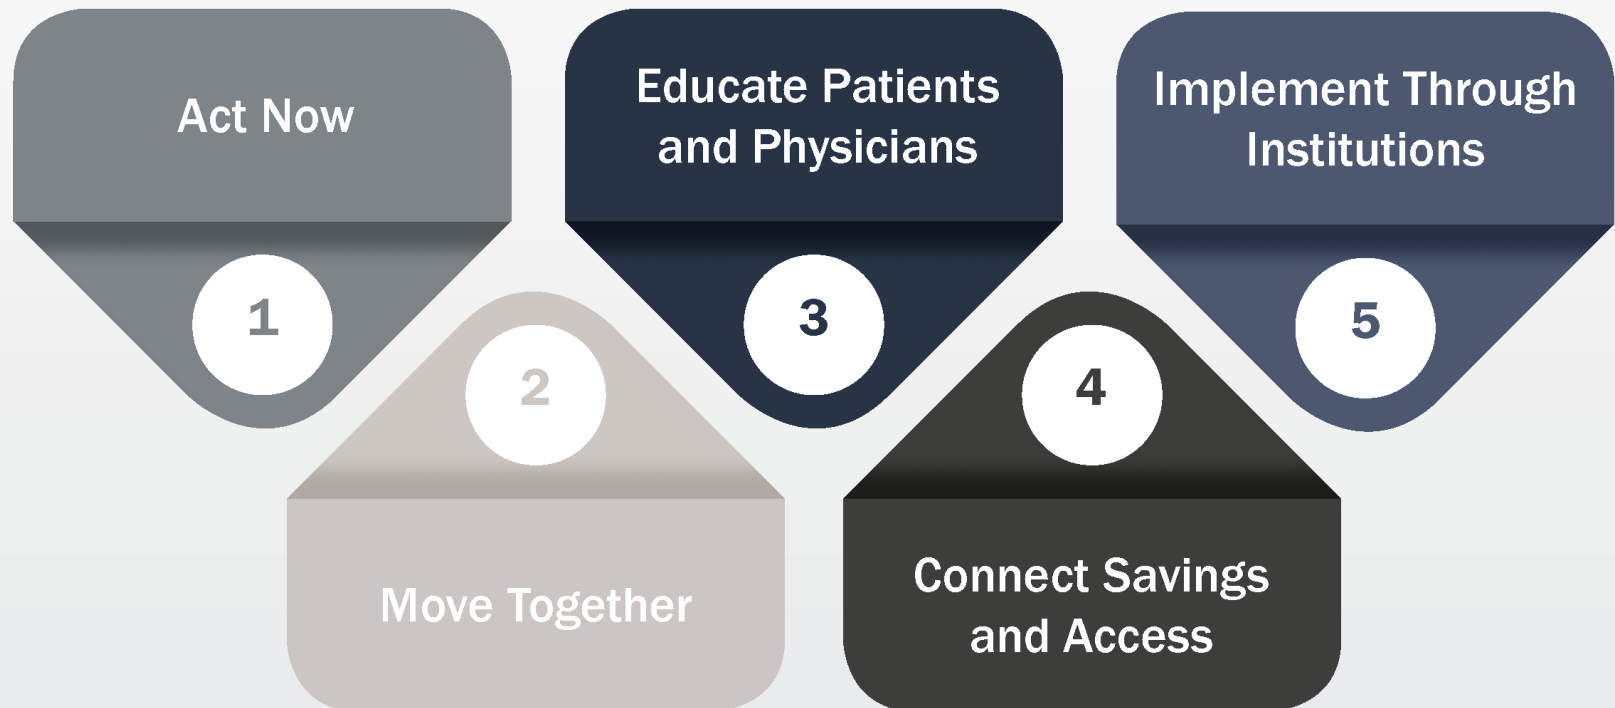 Act Now
1
2
Move Together
Educate Patients
and Physicians
3
4
Connect Savings
and Access
Implement Through
Institutions
5